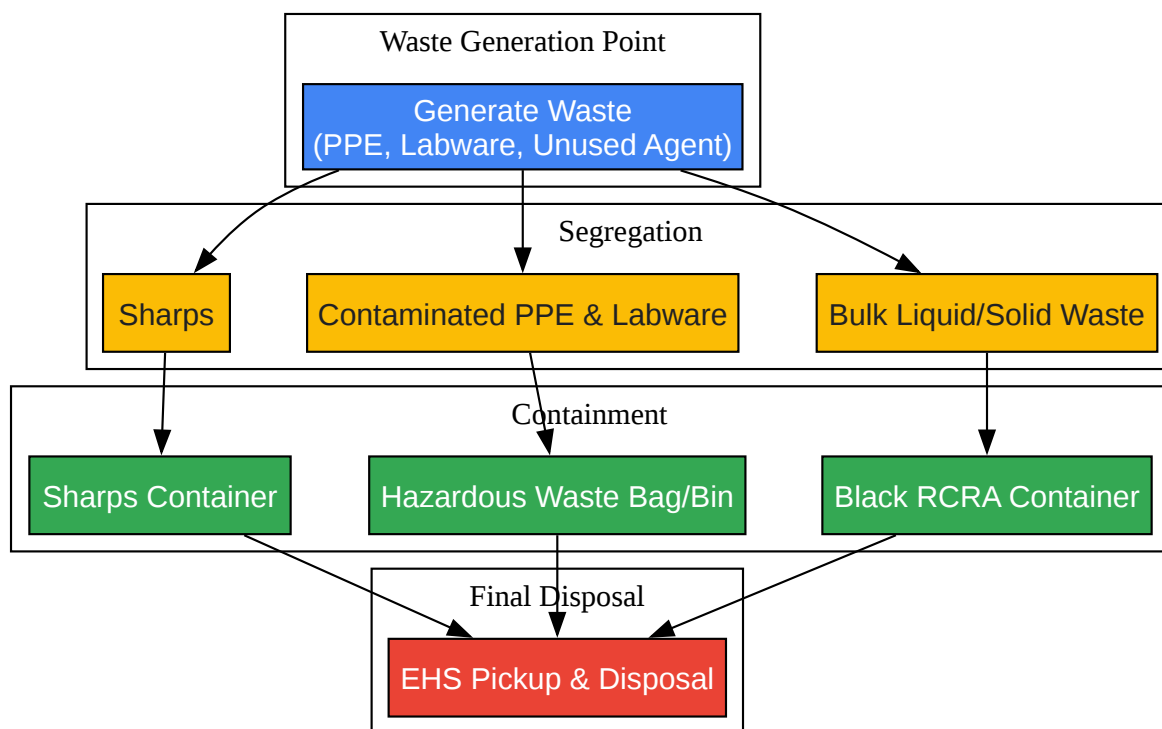 Waste Generation Point
Generate Waste
(PPE, Labware, Unused Agent)
Segregation
Sharps
Contaminated PPE & Labware
Bulk Liquid/Solid Waste
Containment
Sharps Container
Hazardous Waste Bag/Bin
Black RCRA Container
Final Disposal
EHS Pickup & Disposal